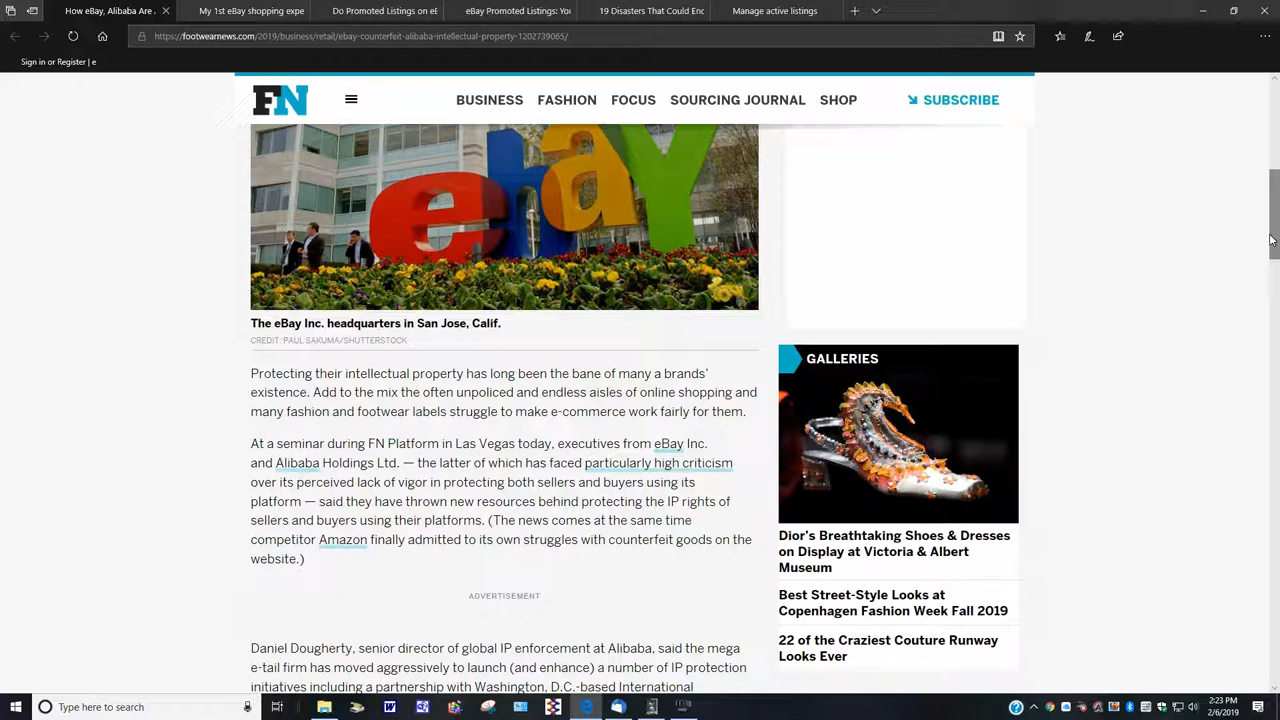 How eBay, Alibaba Are
My 1st eBay shopping expe
Do Promoted Listings on eB
eBay Promoted Listings: You
19 Disasters That Could End
Manage active listings
https://footwearnews.com/2019/business/retail/ebay-counterfeit-alibaba-intellectual-property-1202739065/
Sign in or Register | e
FN
BUSINESS FASHION FOCUS SOURCING JOURNAL SHOP
SUBSCRIBE
ebay
The eBay Inc. headquarters in San Jose, Calif.
CREDIT: PAUL SAKUMA/SHUTTERSTOCK
Protecting their intellectual property has long been the bane of many a brands'
existence. Add to the mix the often unpoliced and endless aisles of online shopping and
many fashion and footwear labels struggle to make e-commerce work fairly for them.
At a seminar during FN Platform in Las Vegas today, executives from eBay Inc.
and Alibaba Holdings Ltd. — the latter of which has faced particularly high criticism
over its perceived lack of vigor in protecting both sellers and buyers using its
platform — said they have thrown new resources behind protecting the IP rights of
sellers and buyers using their platforms. (The news comes at the same time
competitor Amazon finally admitted to its own struggles with counterfeit goods on the
website.)
ADVERTISEMENT
Daniel Dougherty, senior director of global IP enforcement at Alibaba, said the mega
e-tail firm has moved aggressively to launch (and enhance) a number of IP protection
initiatives including a partnership with Washington, D.C.-based International
GALLERIES
Dior's Breathtaking Shoes & Dresses
on Display at Victoria & Albert
Museum
Best Street-Style Looks at
Copenhagen Fashion Week Fall 2019
22 of the Craziest Couture Runway
Looks Ever
Type here to search
2:23 PM
2/6/2019